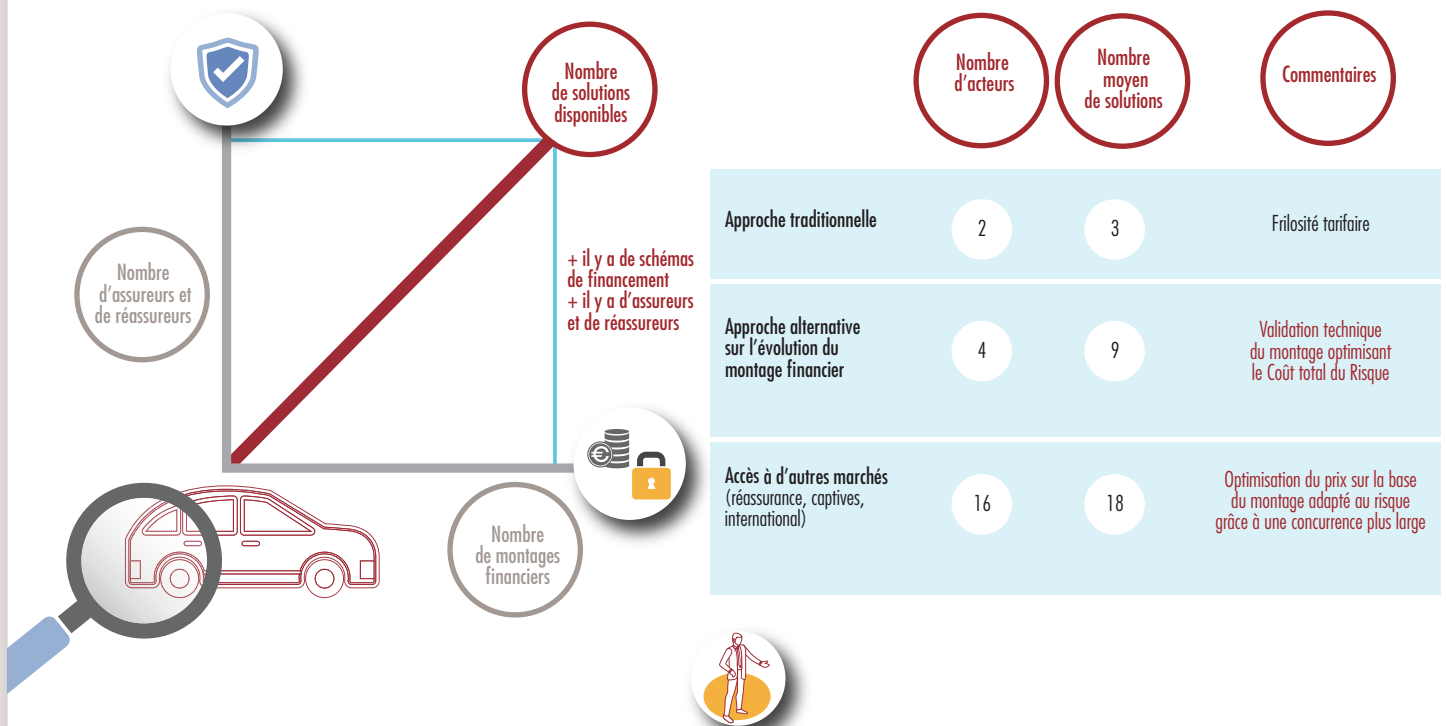 Nombre
de solutions
disponibles
Nombre
d'assureurs et
de réassureurs
+ il y a de schémas
de financement
+ il y a d'assureurs
et de réassureurs
€
Nombre
de montages
financiers
Nombre
d'acteurs
Nombre
moyen
de solutions
Commentaires
Approche traditionnelle
2
3
Frilosité tarifaire
Approche alternative
sur l'évolution du
montage financier
4
9
Validation technique
du montage optimisant
le Coût total du Risque
Accès à d'autres marchés
(réassurance, captives,
international)
16
18
Optimisation du prix sur la base
du montage adapté au risque
grâce à une concurrence plus large